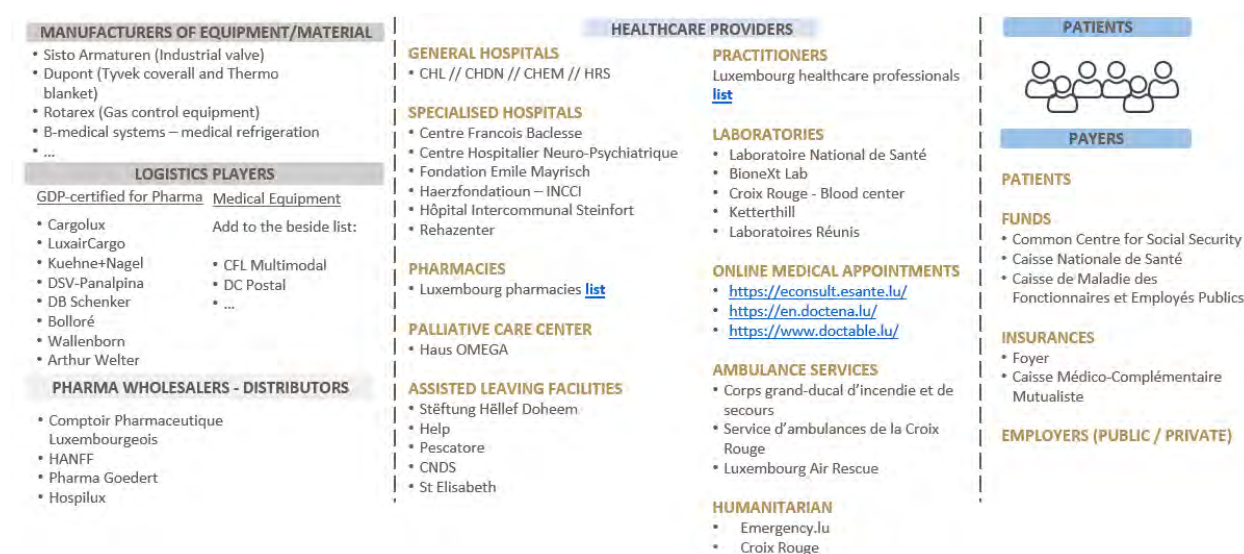 MANUFACTURERS OF EQUIPMENT/MATERIAL
• Sisto Armaturen (Industrial valve)
• Dupont (Tyvek coverall and Thermo
blanket)
• Rotarex (Gas control equipment)
• B-medical systems – medical refrigeration
• ...
LOGISTICS PLAYERS
GDP-certified for Pharma
• Cargolux
• LuxairCargo
• Kuehne+Nagel
• DSV-Panalpina
• DB Schenker
• Bolloré
• Wallenborn
• Arthur Welter
Medical Equipment
Add to the beside list:
• CFL Multimodal
• DC Postal
• ...
PHARMA WHOLESALERS - DISTRIBUTORS
• Comptoir Pharmaceutique
Luxembourgeois
• HANFF
• Pharma Goedert
• Hospilux
HEALTHCARE PROVIDERS
GENERAL HOSPITALS
• CHL // CHDN // CHEM // HRS
SPECIALISED HOSPITALS
• Centre Francois Baclesse
• Centre Hospitalier Neuro-Psychiatrique
• Fondation Emile Mayrisch
• Haerzfondatioun – INCCI
• Hôpital Intercommunal Steinfort
• Rehazenter
PHARMACIES
• Luxembourg pharmacies list
PALLIATIVE CARE CENTER
• Haus OMEGA
ASSISTED LEAVING FACILITIES
• Stëftung Hëllef Doheem
• Help
• Pescatore
• CNDS
• St Elisabeth
PRACTITIONERS
Luxembourg healthcare professionals
list
LABORATORIES
• Laboratoire National de Santé
• BioneXt Lab
• Croix Rouge - Blood center
• Ketterthill
• Laboratoires Réunis
ONLINE MEDICAL APPOINTMENTS
• https://econsult.esante.lu/
• https://en.doctena.lu/
• https://www.doctable.lu/
AMBULANCE SERVICES
• Corps grand-ducal d'incendie et de
secours
• Service d'ambulances de la Croix
Rouge
• Luxembourg Air Rescue
HUMANITARIAN
• Emergency.lu
• Croix Rouge
PATIENTS
PAYERS
PATIENTS
FUNDS
• Common Centre for Social Security
• Caisse Nationale de Santé
• Caisse de Maladie des
Fonctionnaires et Employés Publics
INSURANCES
• Foyer
• Caisse Médico-Complémentaire
Mutualiste
EMPLOYERS (PUBLIC / PRIVATE)